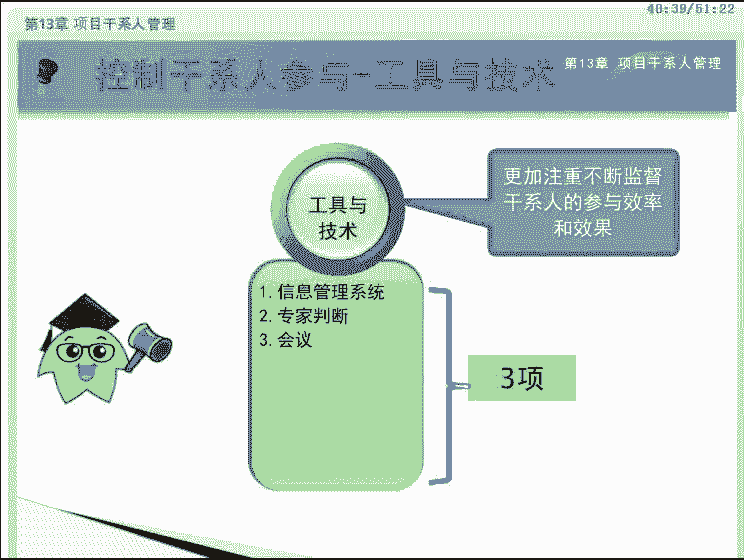 40:39/51:22
第13章 项目干系人管理
控制干系人参与-工具与技术
第13章 项目干系人管理
工具与
技术
更加注重不断监督
干系人的参与效率
和效果
1.信息管理系统
2.专家判断
3.会议
3项